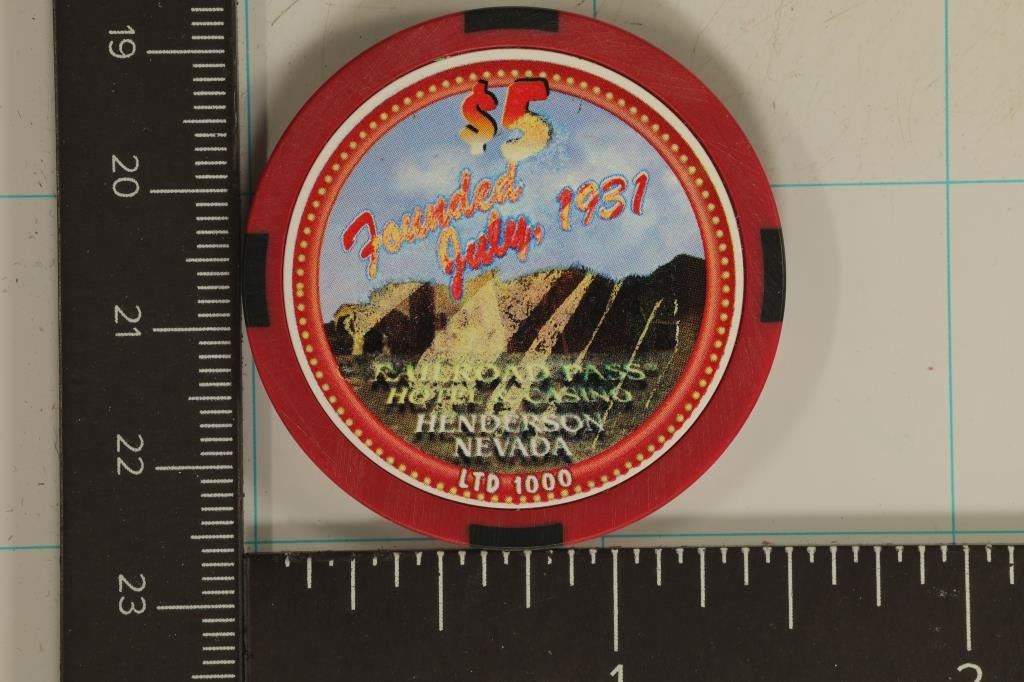 $5
Founded
July, 1931
RAILROAD PASS
HOTEL & CASINO
HENDERSON
NEVADA
LTD 1000
19
20
21
22
23
1
2